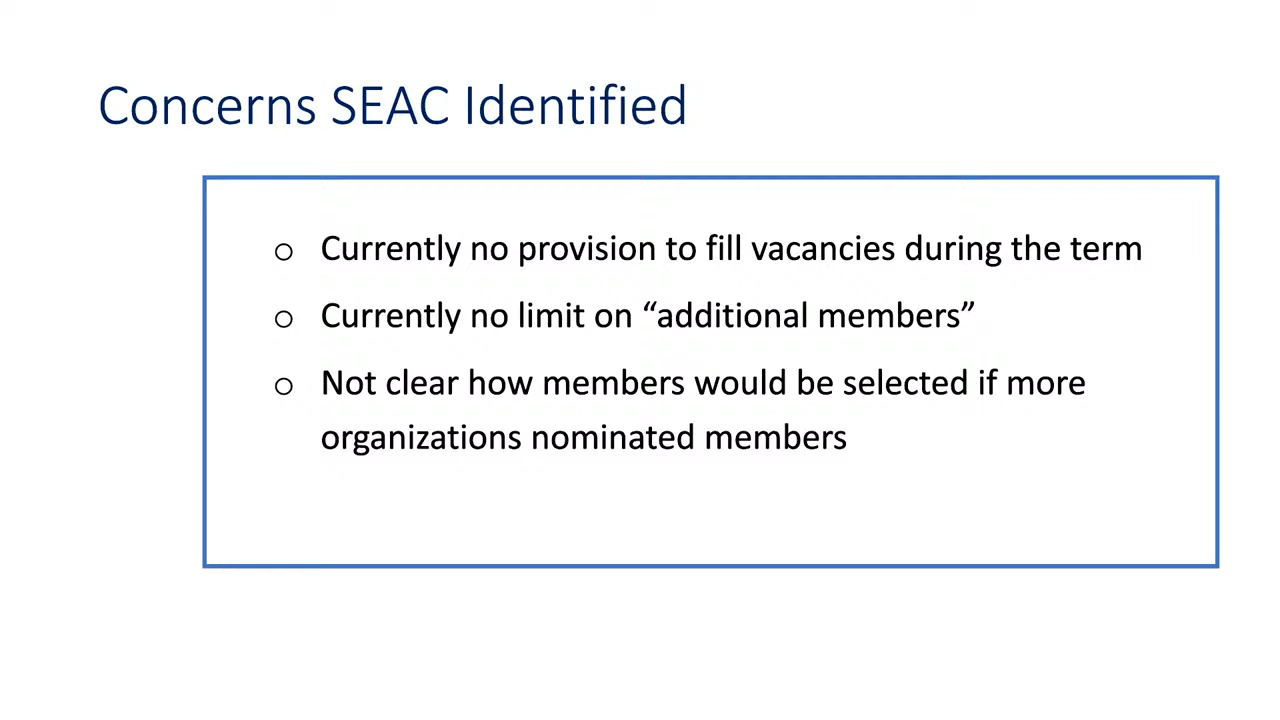 Concerns SEAC Identified
o Currently no provision to fill vacancies during the term
o Currently no limit on “additional members”
o Not clear how members would be selected if more
organizations nominated members